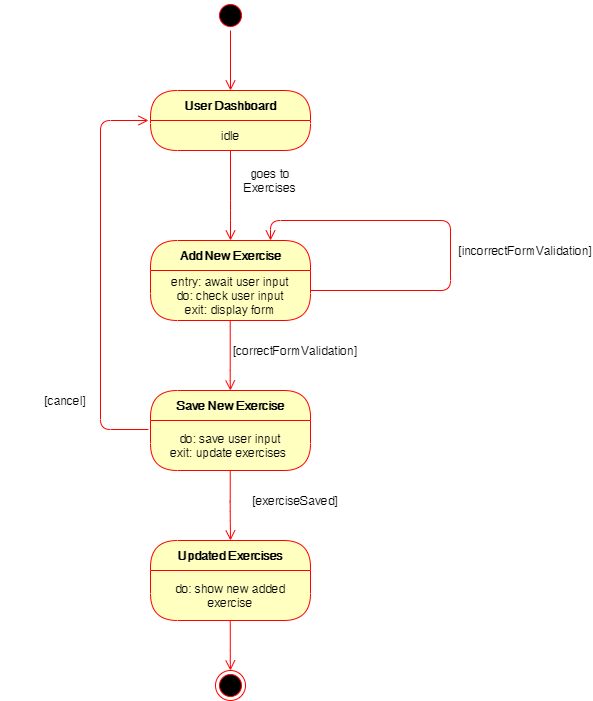 User Dashboard
idle
goes to
Exercises
Add New Exercise
entry: await user input
do: check user input
exit: display form
[incorrectFormValidation]
[correctFormValidation]
Save New Exercise
do: save user input
exit: update exercises
[cancel]
[exerciseSaved]
Updated Exercises
do: show new added
exercise